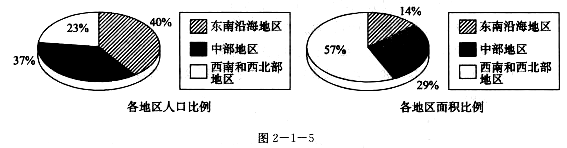 23%
40%
37%
东南沿海地区
中部地区
西南和西北部
地区
各地区人口比例
14%
57%
29%
东南沿海地区
中部地区
西南和西北部
地区
各地区面积比例
图2-1-5